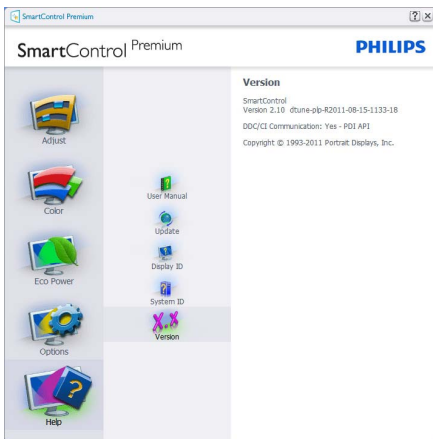 SmartControl Premium
SmartControl Premium
PHILIPS
Adjust
Color
Eco Power
Options
Help
User Manual
Update
Display ID
System ID
Version
Version
SmartControl
Version 2.10 dtune-plp-R2011-08-15-1133-18
DDC/CI Communication: Yes - PDI API
Copyright © 1993-2011 Portrait Displays, Inc.